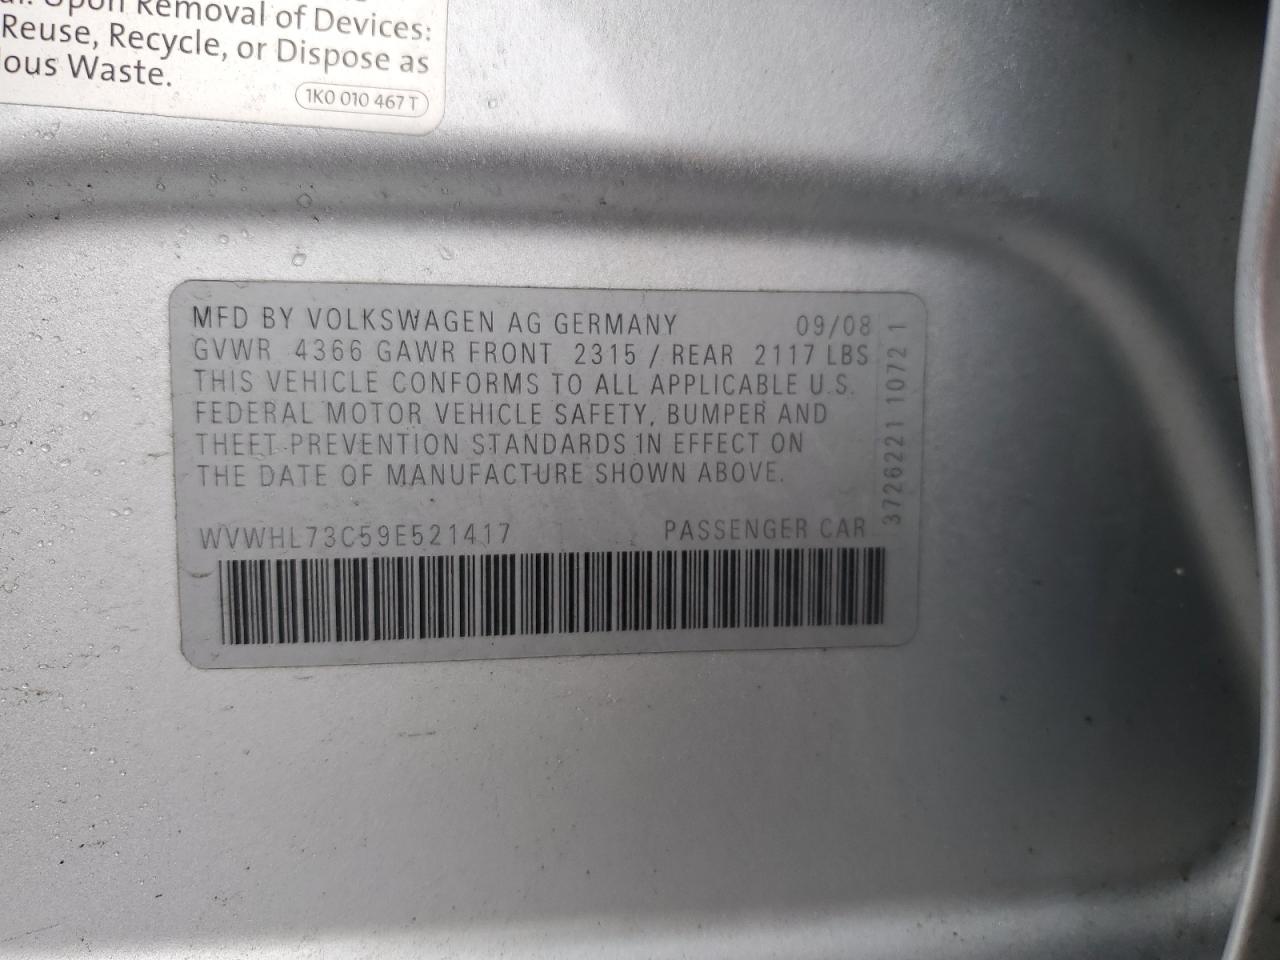 Upon Removal of Devices:
Reuse, Recycle, or Dispose as
ous Waste.
1K0 010 467 T
MFD BY VOLKSWAGEN AG GERMANY 09/08
GVWR 4366 GAWR FRONT 2315 / REAR 2117 LBS
THIS VEHICLE CONFORMS TO ALL APPLICABLE U.S.
FEDERAL MOTOR VEHICLE SAFETY, BUMPER AND
THEFT PREVENTION STANDARDS IN EFFECT ON
THE DATE OF MANUFACTURE SHOWN ABOVE.
WVWHL73C59E521417 PASSENGER CAR
3726221 1072 1